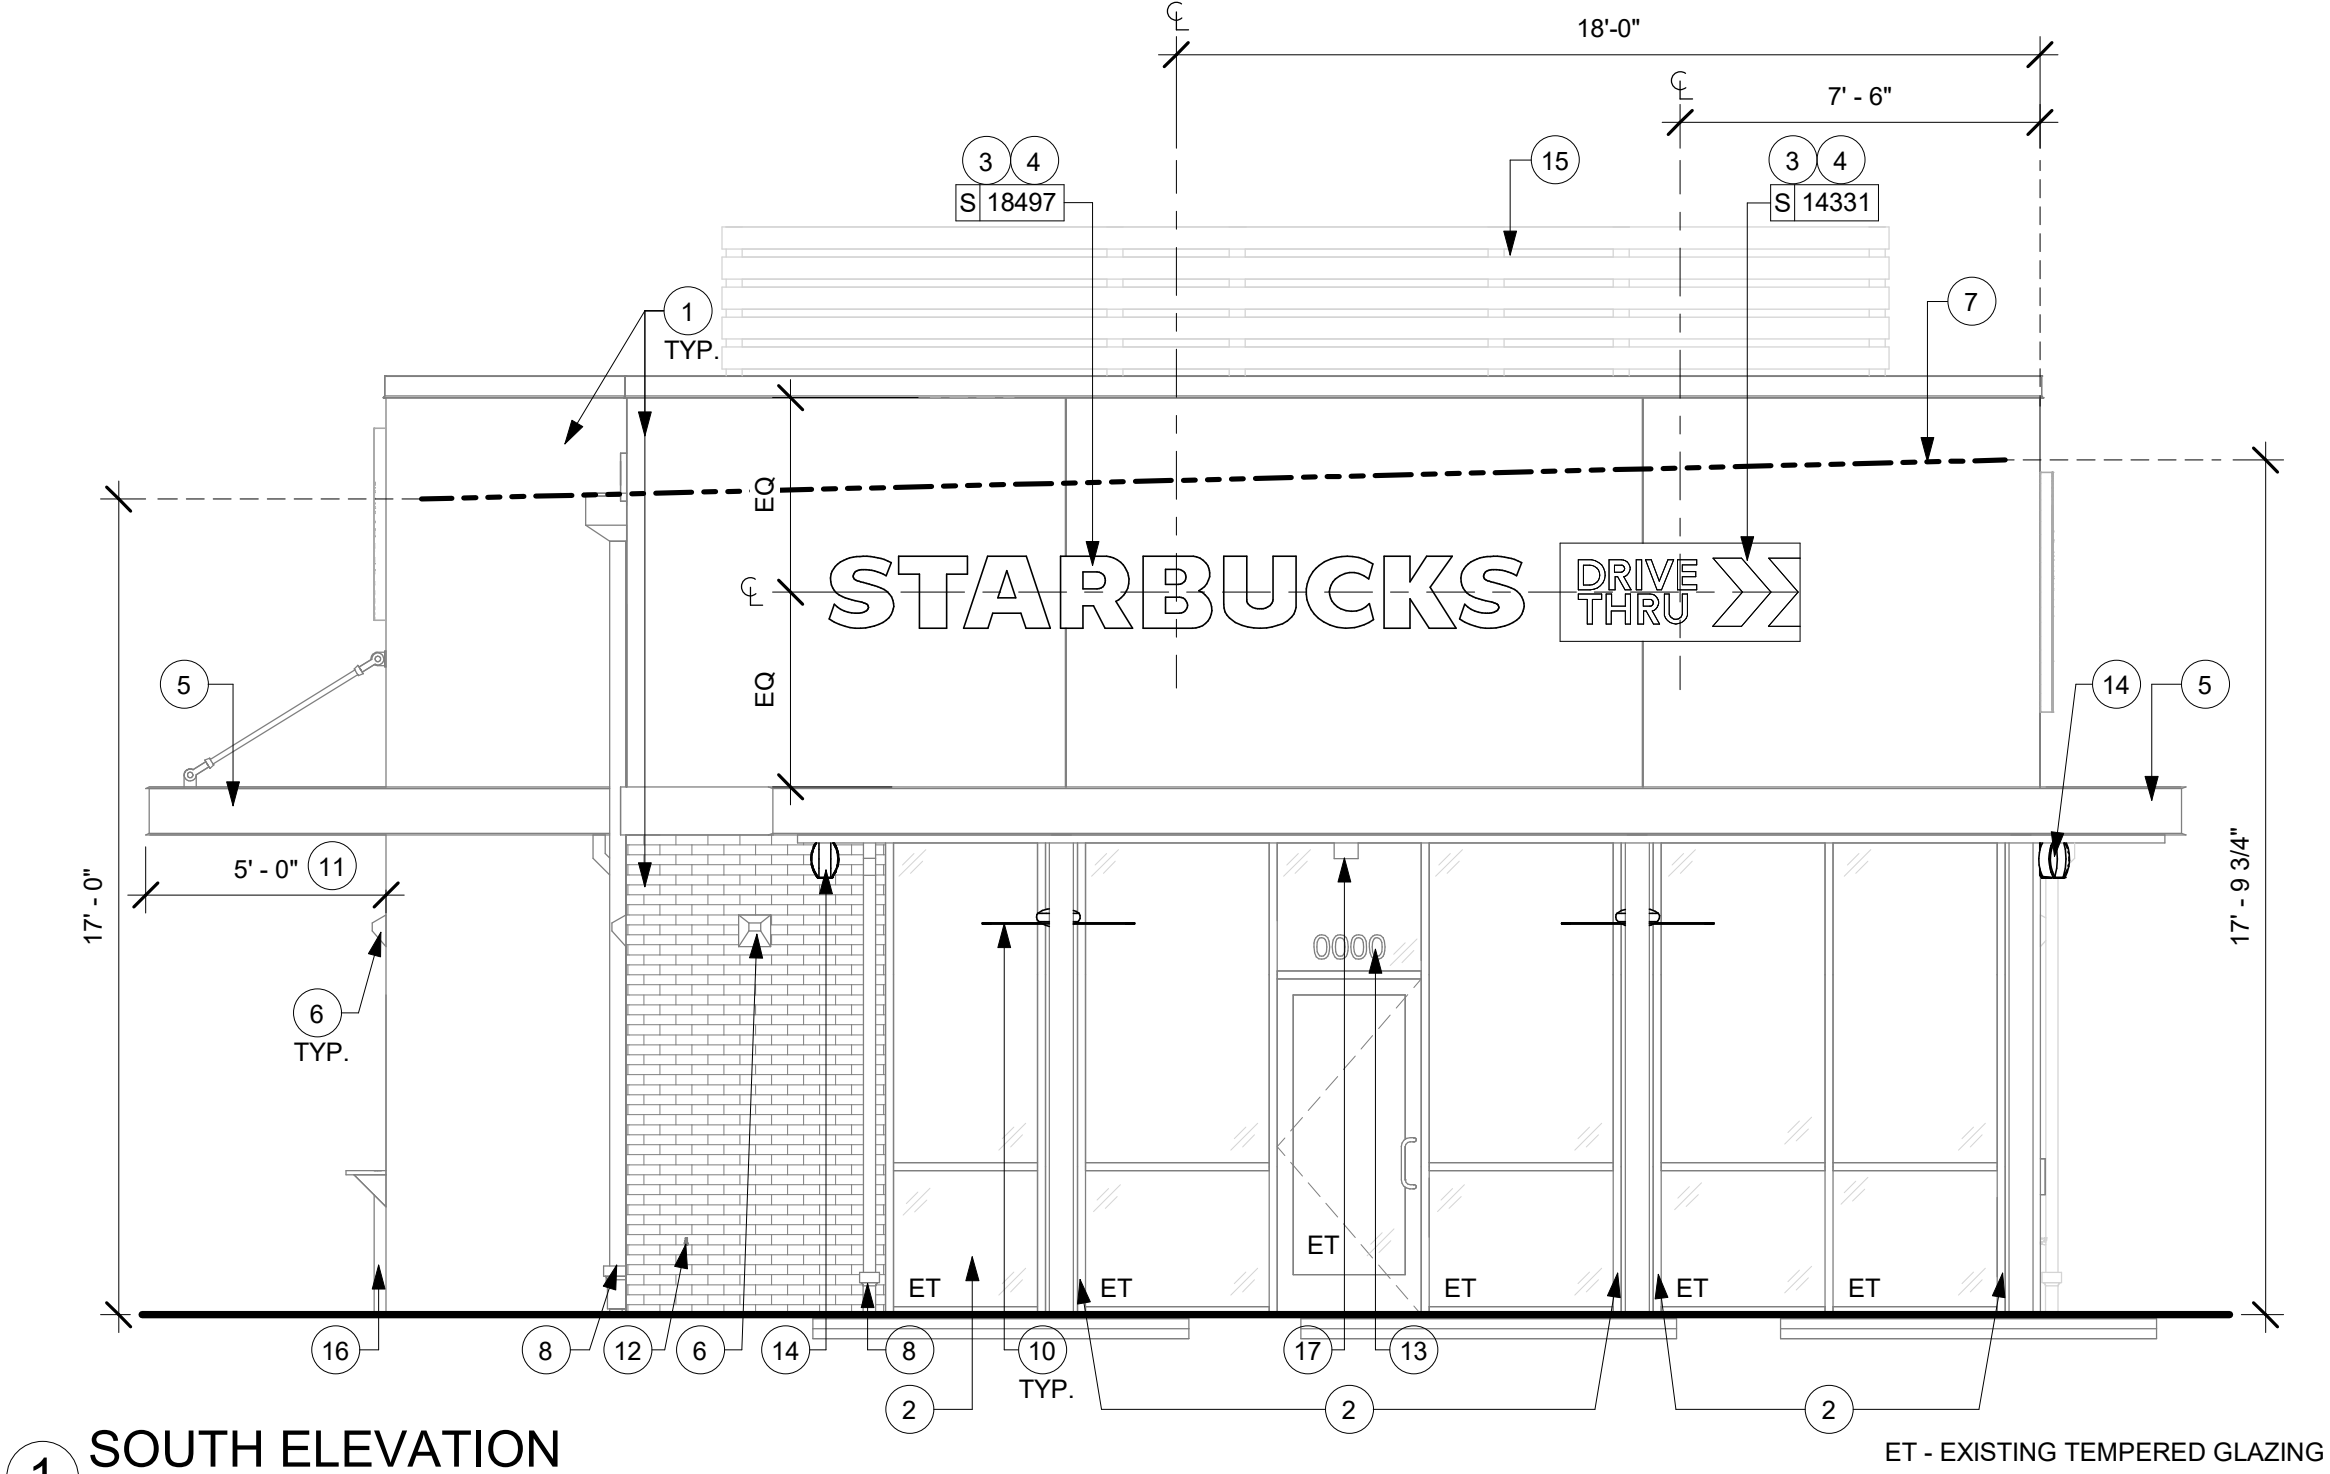 ℄
18'-0"
℄
7' - 6"
3 4
S 18497
15
3 4
S 14331
1
TYP.
7
EQ
℄
STARBUCKS
DRIVE
THRU
EQ
5
14
5
5' - 0" 11
17' - 0"
17' - 9 3/4"
0000
6
TYP.
ET
ET
ET
ET
ET
ET
16
8
12
6
14
8
10
TYP.
17
13
2
2
2
1
SOUTH ELEVATION
ET - EXISTING TEMPERED GLAZING